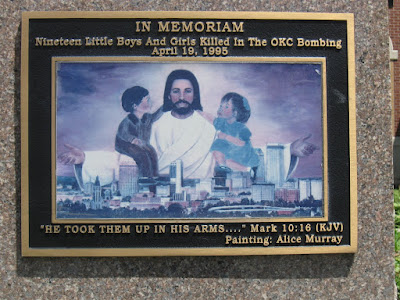 IN MEMORIAM
Nineteen Little Boys And Girls Killed In The OKC Bombing
April 19, 1995
"HE TOOK THEM UP IN HIS ARMS...." Mark 10:16 (KJV)
Painting: Alice Murray